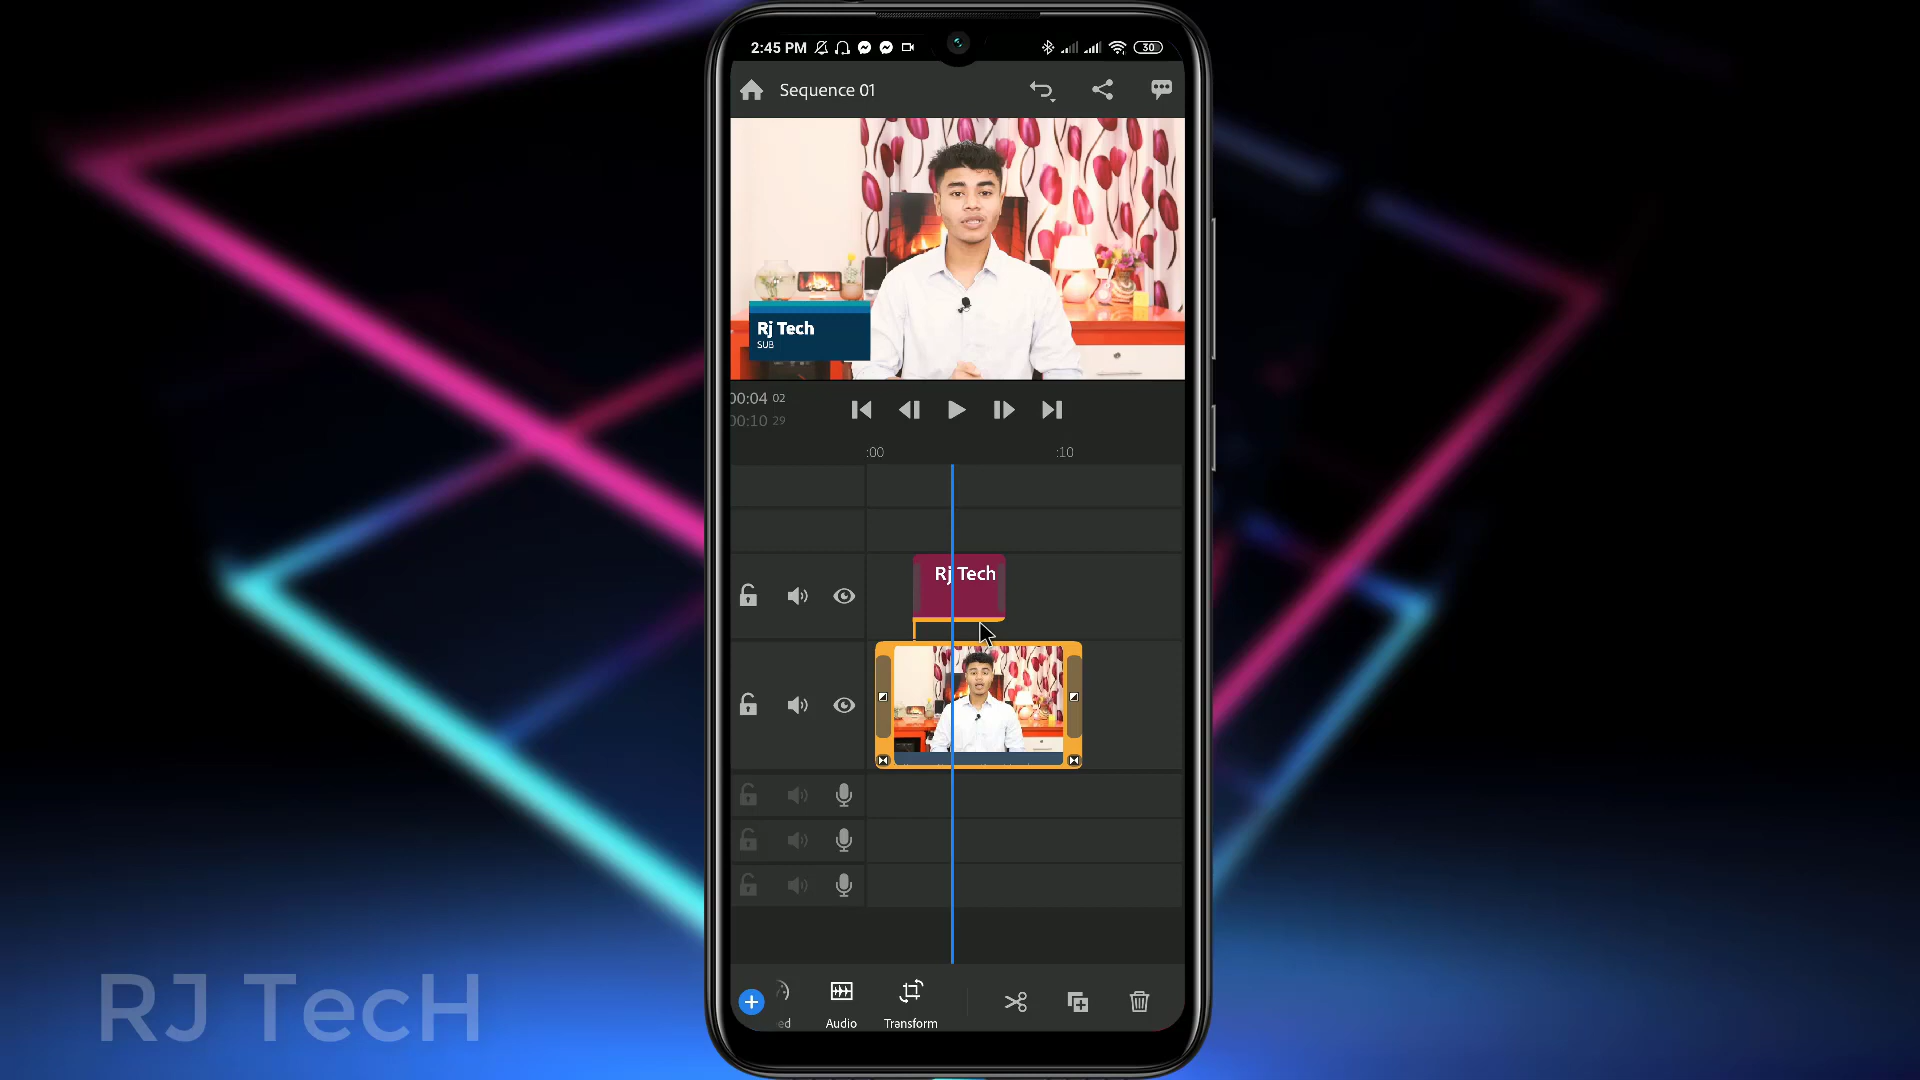 2:45 PM
30
Sequence 01
Rj Tech
SUB
00:04 02
00:10 29
:00
:10
Rj Tech
ed
Audio
Transform
RJ TecH